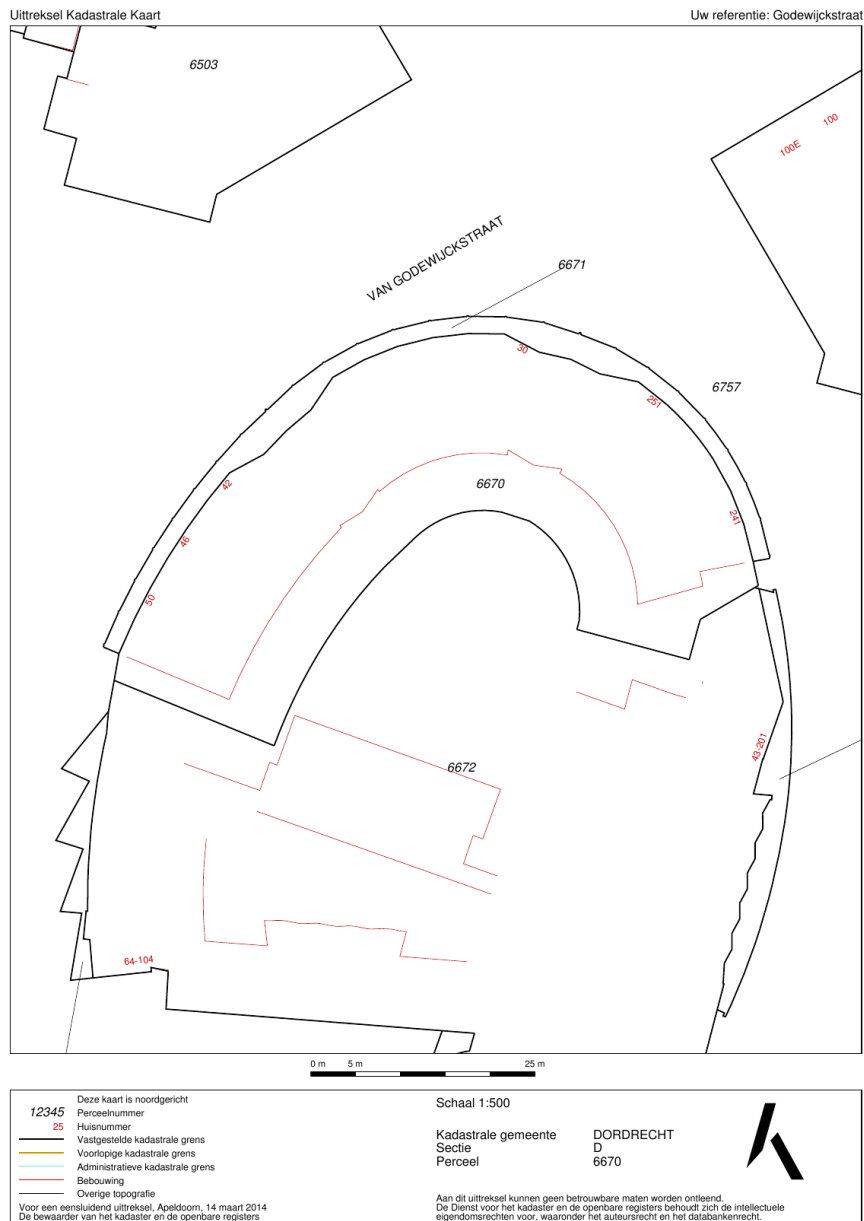 Uittreksel Kadastrale Kaart
Uw referentie: Godewijckstraat
6503
100
100E
VAN GODEWIJCKSTRAAT
6671
30
6757
251
42
6670
241
46
50
43-201
6672
64-104
0 m 5 m 25 m
Deze kaart is noordgericht
12345 Perceelnummer
25 Huisnummer
Vastgestelde kadastrale grens
Voorlopige kadastrale grens
Administratieve kadastrale grens
Bebouwing
Overige topografie
Voor een eensluidend uittreksel, Apeldoorn, 14 maart 2014
De bewaarder van het kadaster en de openbare registers
Schaal 1:500
Kadastrale gemeente DORDRECHT
Sectie D
Perceel 6670
Aan dit uittreksel kunnen geen betrouwbare maten worden ontleend.
De Dienst voor het kadaster en de openbare registers behoudt zich de intellectuele
eigendomsrechten voor, waaronder het auteursrecht en het databankenrecht.